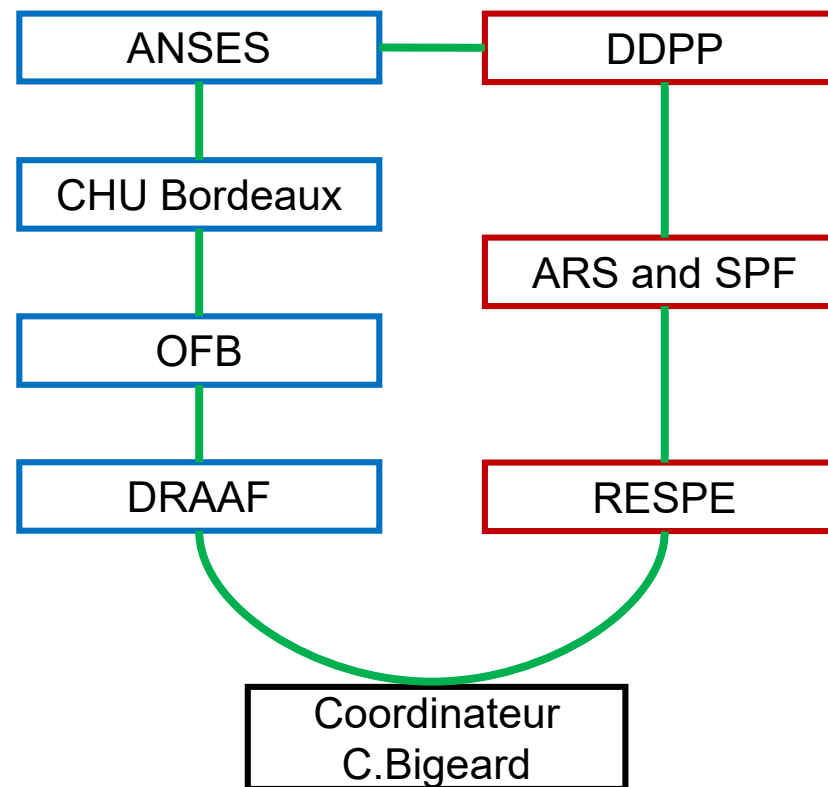 ANSES
DDPP
CHU Bordeaux
ARS and SPF
OFB
DRAAF
RESPE
Coordinateur
C.Bigeard